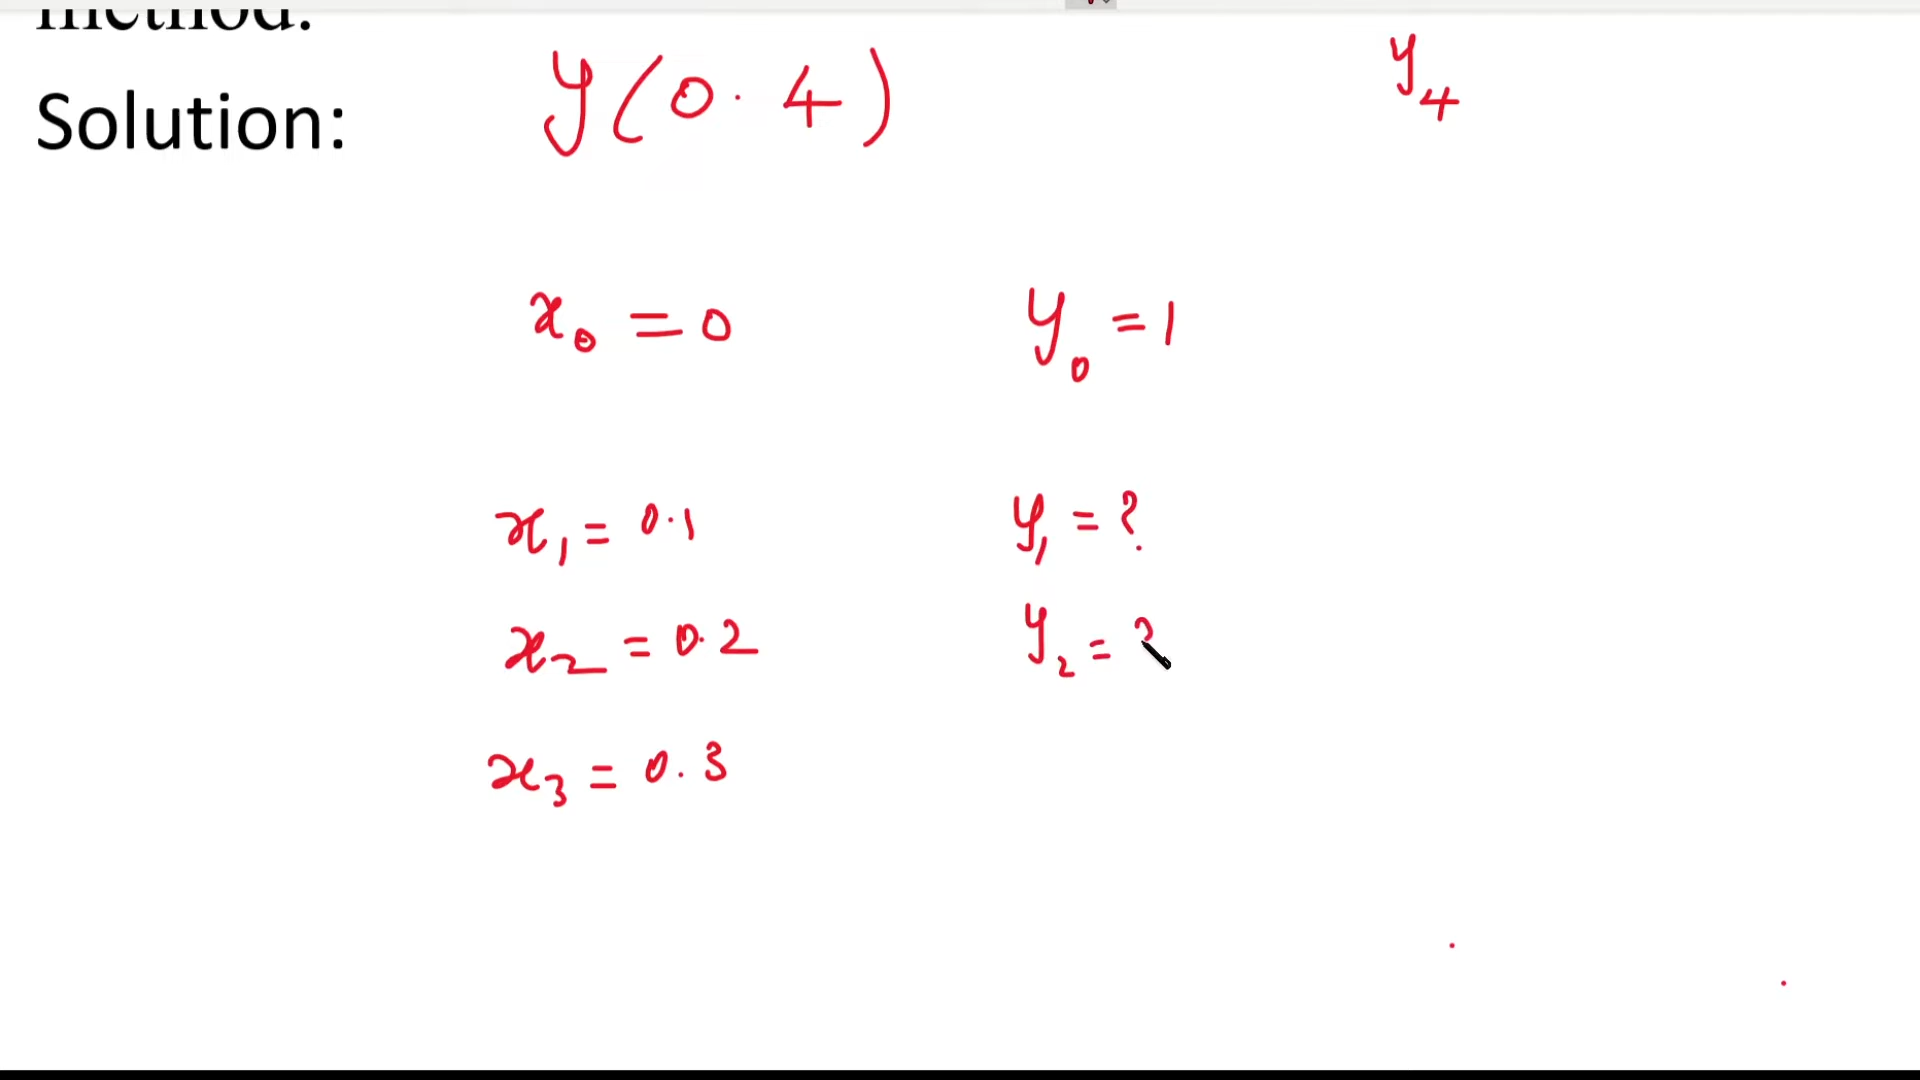 method.
Solution: y(0.4) y₄
x₀ = 0 y₀ = 1
x₁ = 0.1 y₁ = ?
x₂ = 0.2 y₂ = ?
x₃ = 0.3